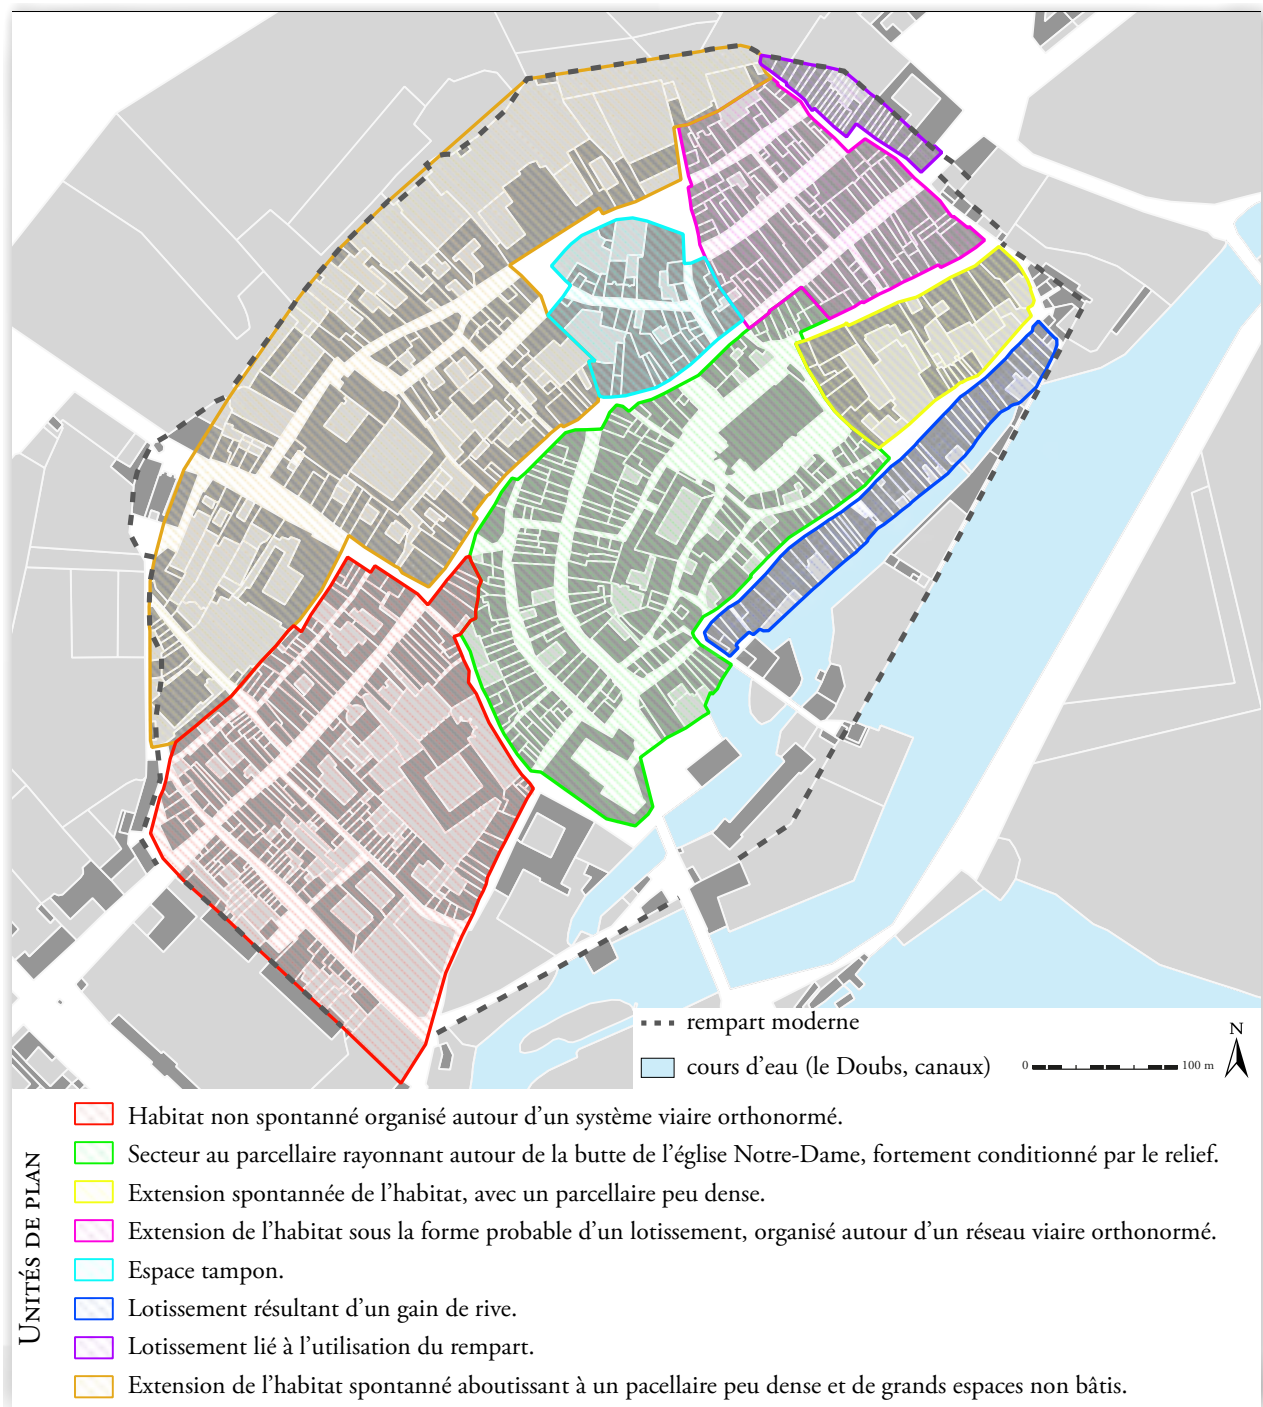 rempart moderne
N
cours d’eau (le Doubs, canaux)
0 100 m
UNITÉS DE PLAN
Habitat non spontanné organisé autour d’un système viaire orthonormé.
Secteur au parcellaire rayonnant autour de la butte de l’église Notre-Dame, fortement conditionné par le relief.
Extension spontannée de l’habitat, avec un parcellaire peu dense.
Extension de l’habitat sous la forme probable d’un lotissement, organisé autour d’un réseau viaire orthonormé.
Espace tampon.
Lotissement résultant d’un gain de rive.
Lotissement lié à l’utilisation du rempart.
Extension de l’habitat spontanné aboutissant à un pacellaire peu dense et de grands espaces non bâtis.